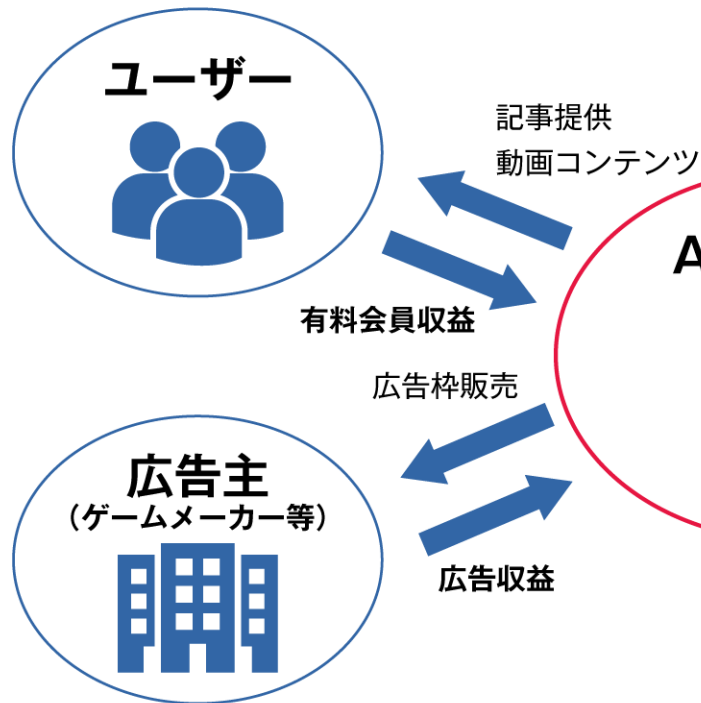 ユーザー
記事提供
動画コンテンツ
有料会員収益
広告枠販売
広告主
（ゲームメーカー等）
広告収益